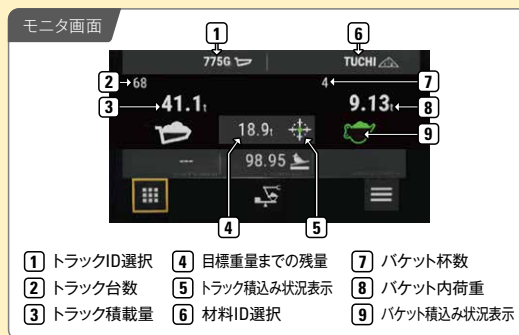 モニタ画面
1 6
775G TUCHI
2 68 4 7
3 41.1t 9.13t 8
18.9t 9
--- 98.95
4 5
1 トラックID選択 4 目標重量までの残量 7 バケット杯数
2 トラック台数 5 トラック積込み状況表示 8 バケット内荷重
3 トラック積載量 6 材料ID選択 9 バケット積込み状況表示